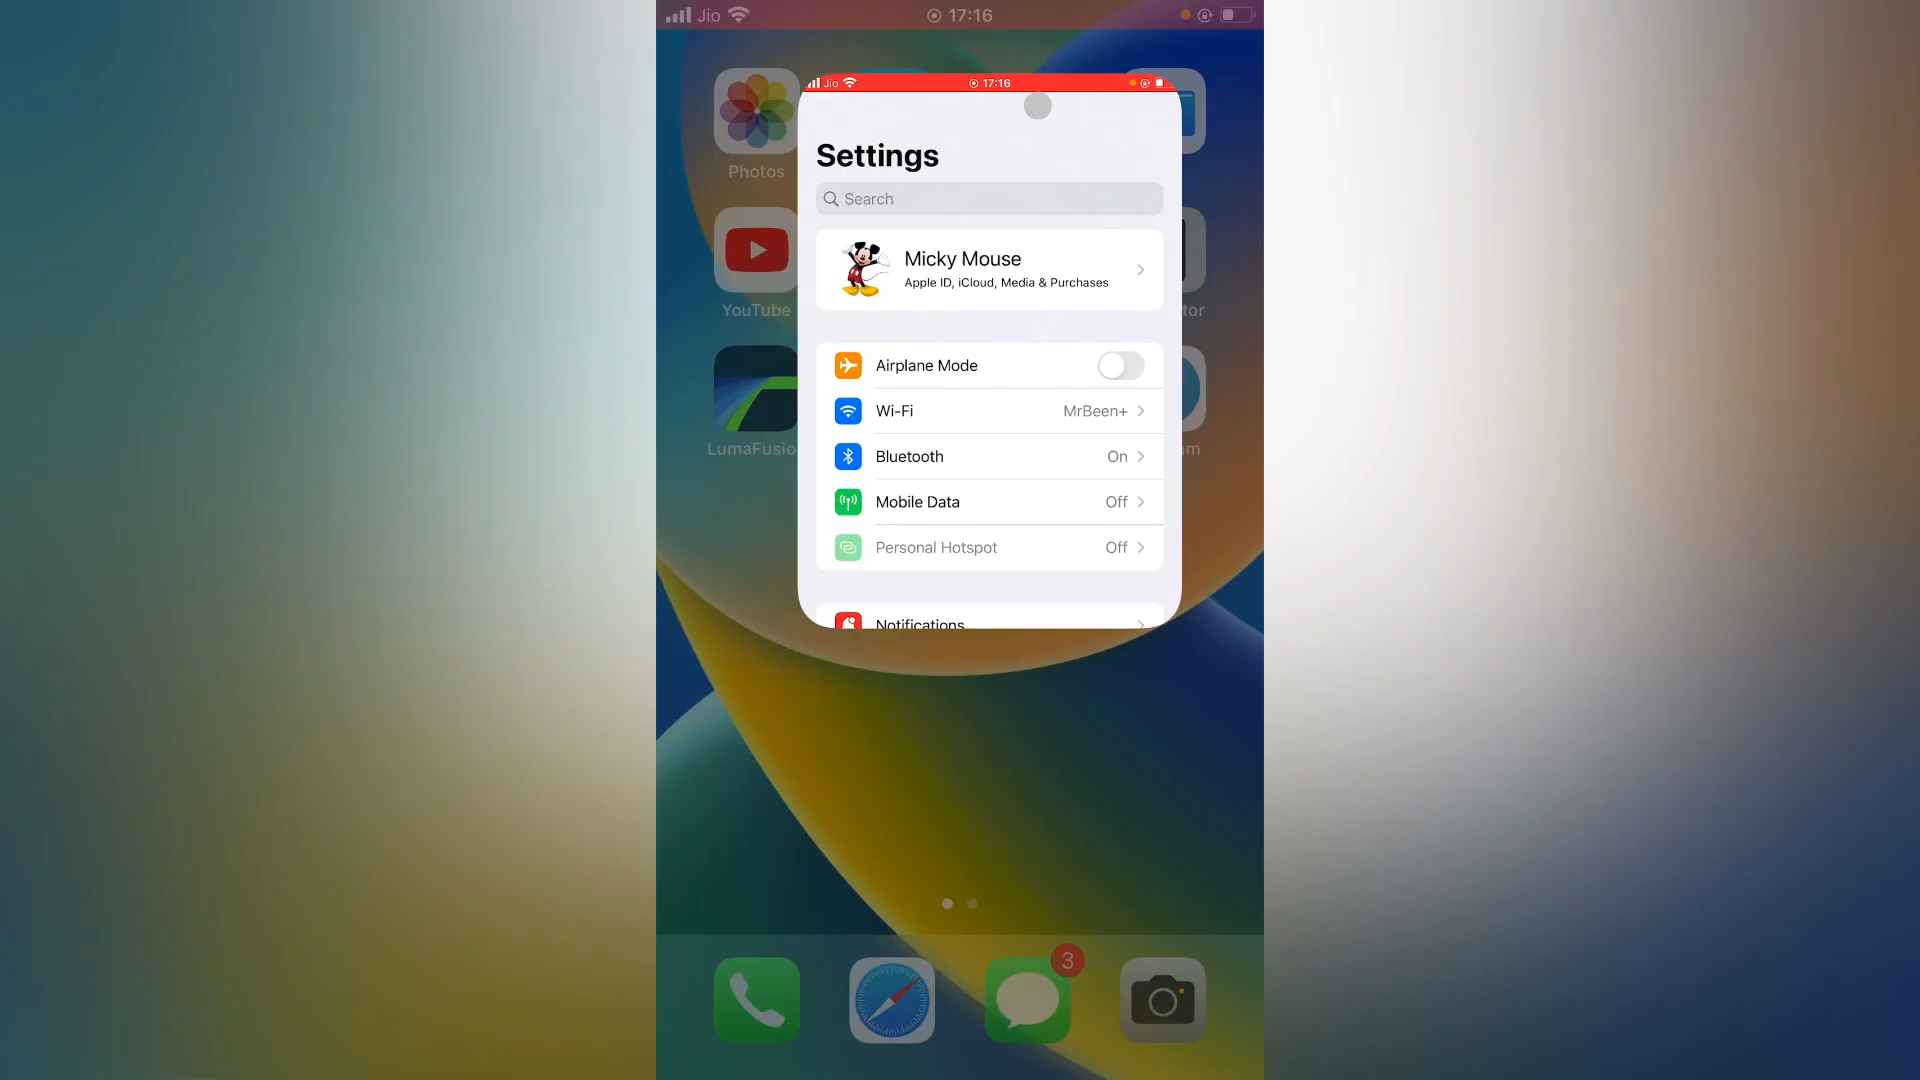 Jio 17:16
Jio 17:16
Settings
Search
Micky Mouse
Apple ID, iCloud, Media & Purchases
Airplane Mode
Wi-Fi MrBeen+
Bluetooth On
Mobile Data Off
Personal Hotspot Off
Notifications
Photos
YouTube
tor
LumaFusio
m
3